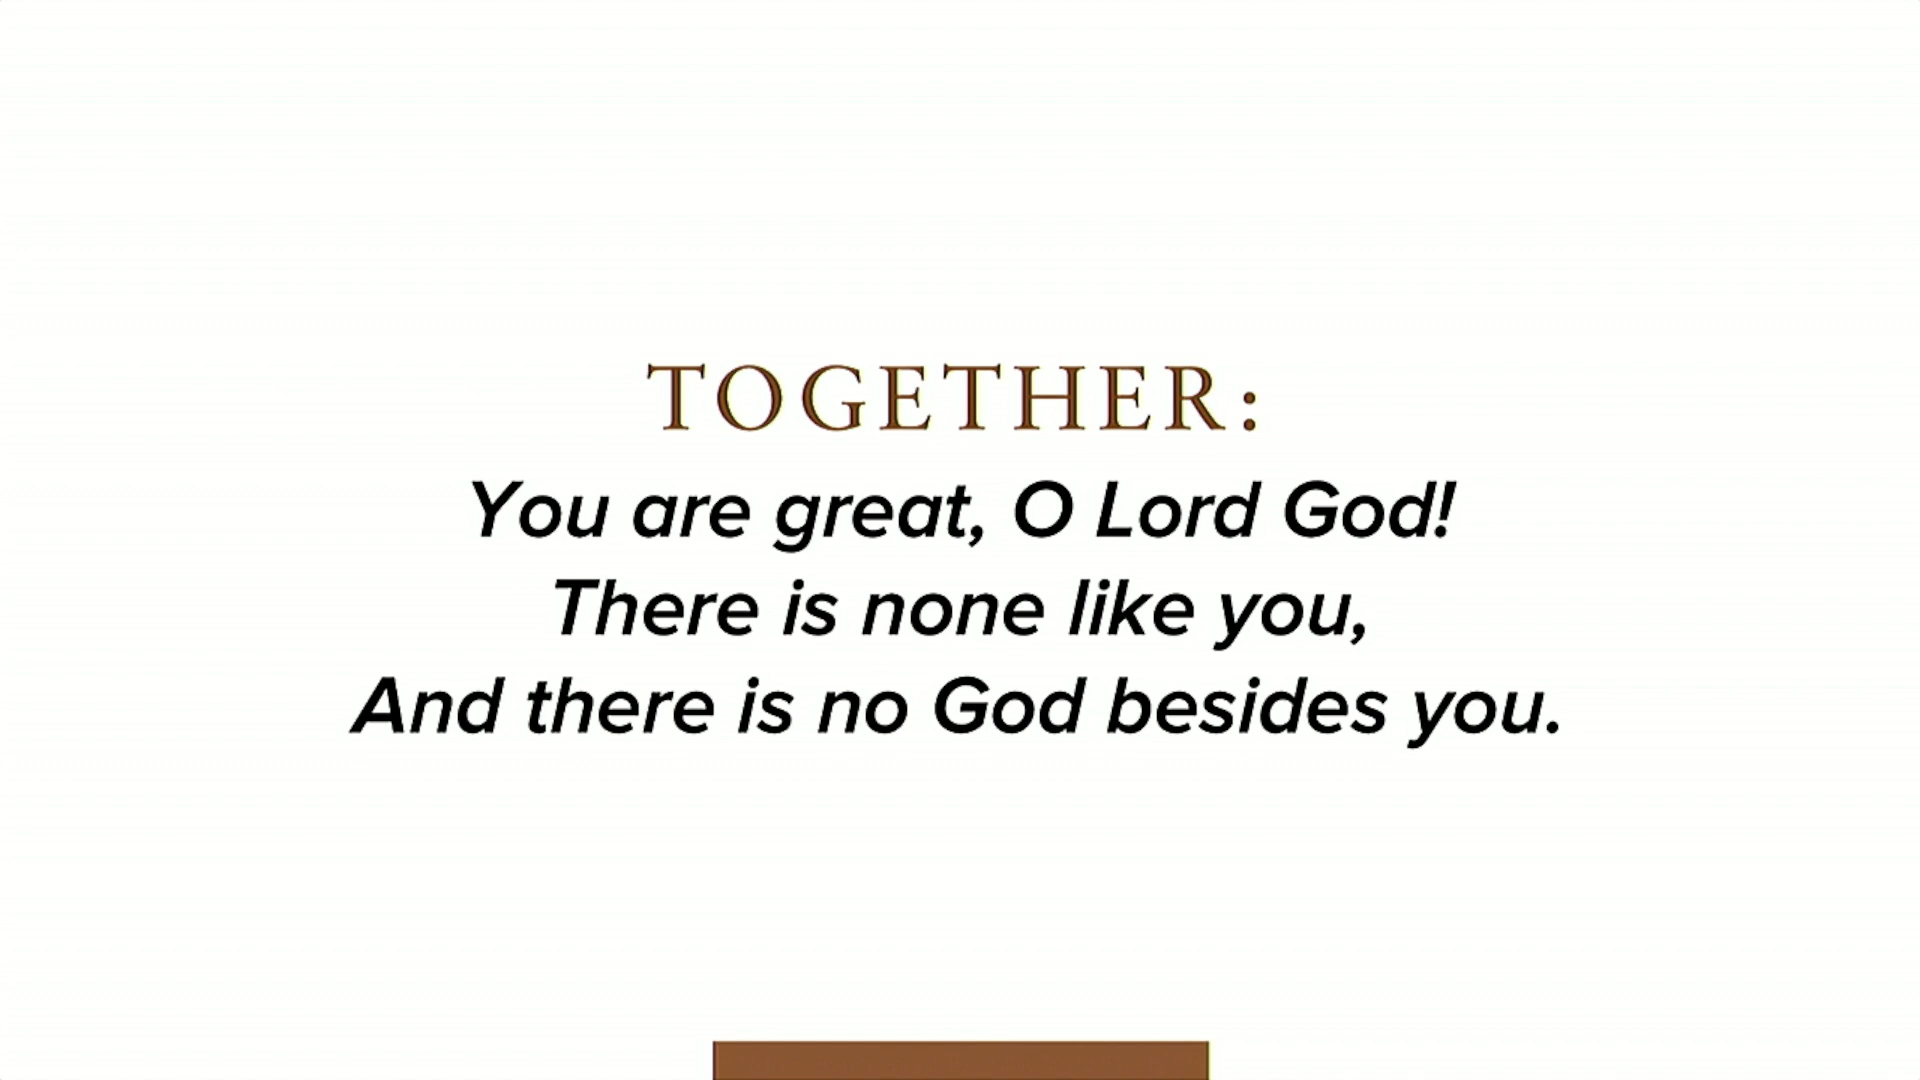 TOGETHER:
You are great, O Lord God!
There is none like you,
And there is no God besides you.